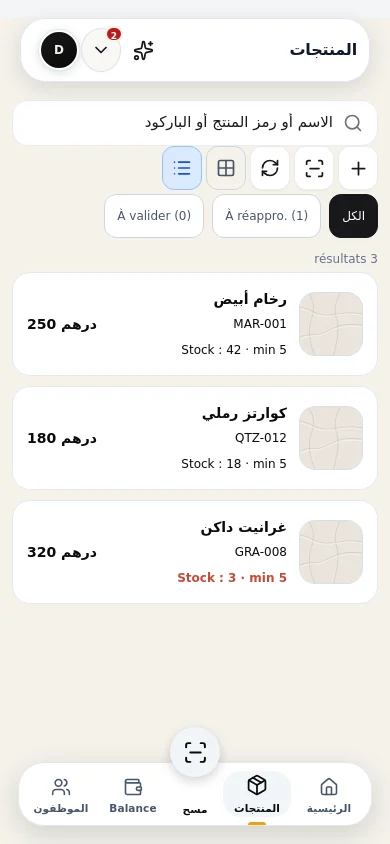 المنتجات
2
D
الاسم أو رمز المنتج أو الباركود
الكل
À réappro. (1)
À valider (0)
3 résultats
رخام أبيض
MAR-001
Stock : 42 · min 5
250 درهم
كوارتز رملي
QTZ-012
Stock : 18 · min 5
180 درهم
غرانيت داكن
GRA-008
Stock : 3 · min 5
320 درهم
الرئيسية
المنتجات
مسح
Balance
الموظفون